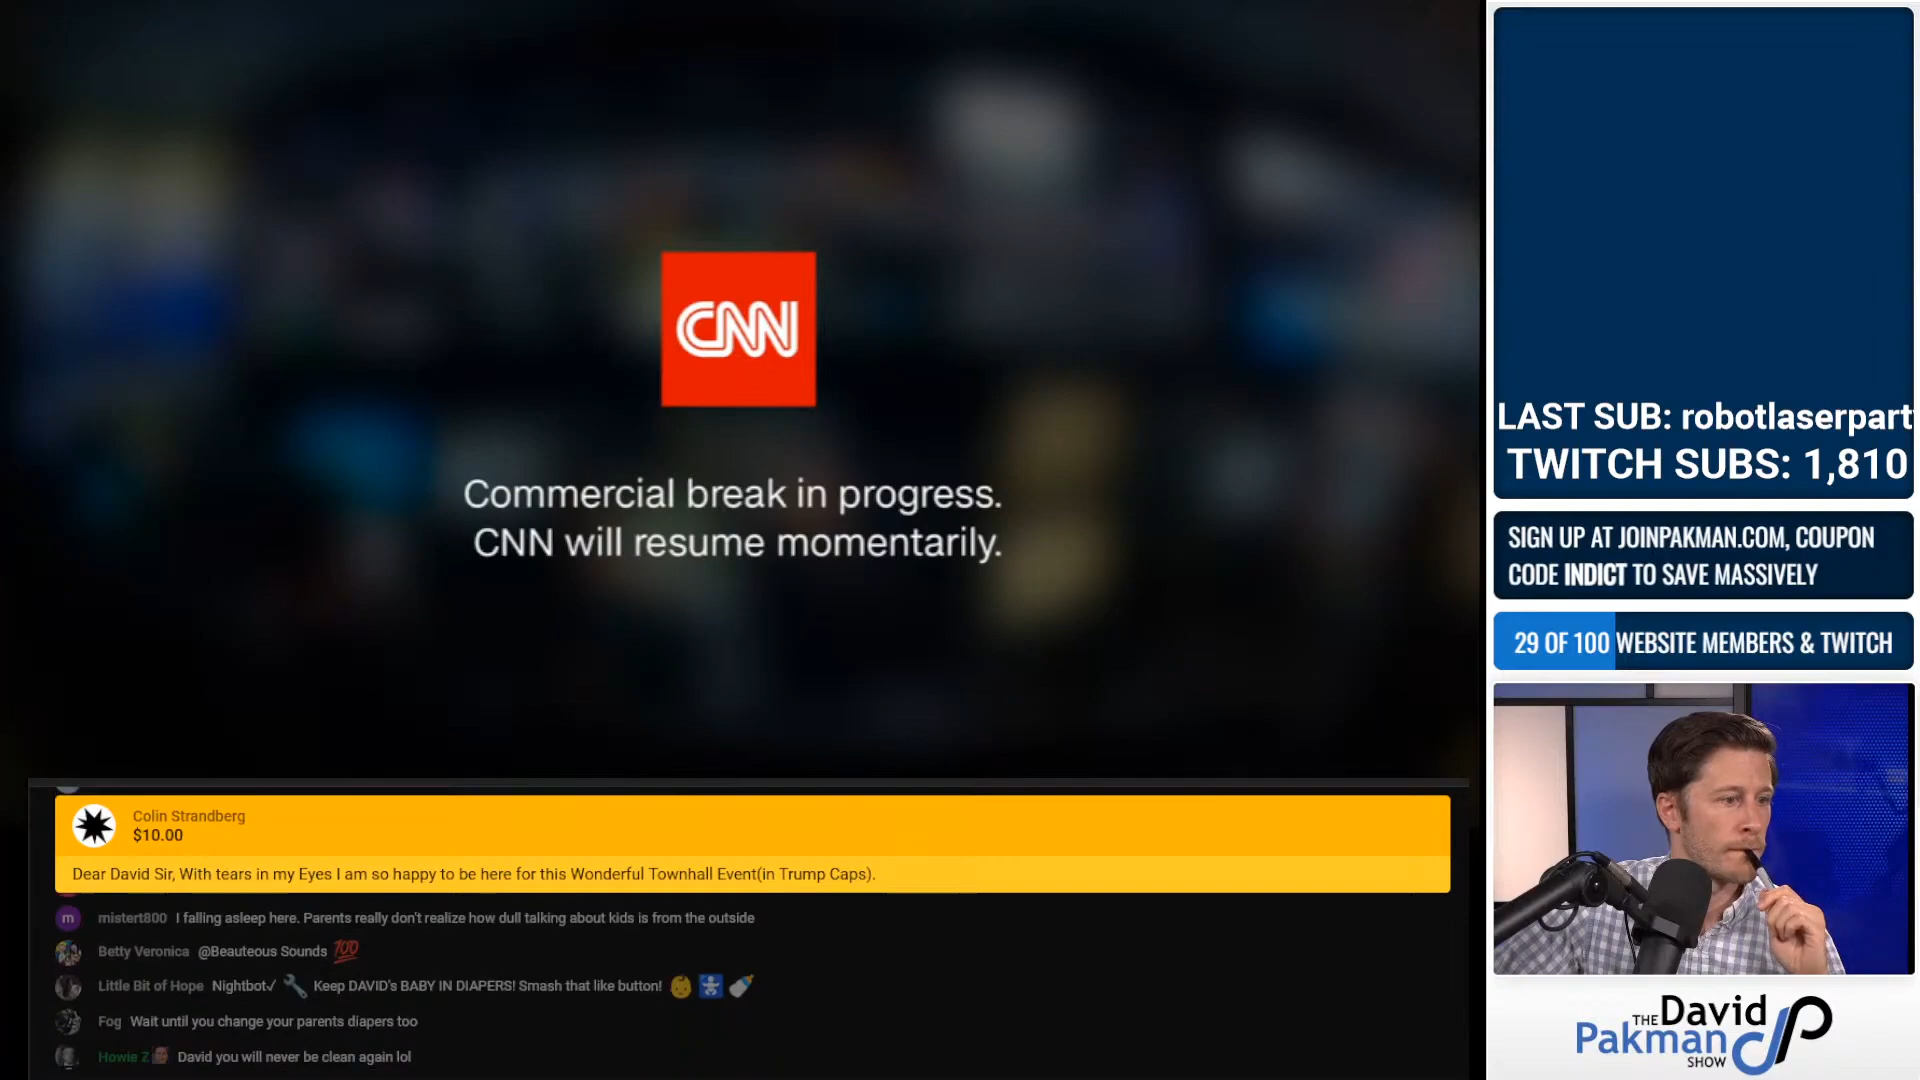 CNN
Commercial break in progress.
CNN will resume momentarily.
LAST SUB: robotlaserpart
TWITCH SUBS: 1,810
SIGN UP AT JOINPAKMAN.COM, COUPON
CODE INDICT TO SAVE MASSIVELY
29 OF 100 WEBSITE MEMBERS & TWITCH
Colin Strandberg
$10.00
Dear David Sir, With tears in my Eyes I am so happy to be here for this Wonderful Townhall Event(in Trump Caps).
m mistert800 I falling asleep here. Parents really don't realize how dull talking about kids is from the outside
Betty Veronica @Beauteous Sounds 💯
Little Bit of Hope Nightbot✓ 🔧 Keep DAVID's BABY IN DIAPERS! Smash that like button! 👶 🚼 🍼
Fog Wait until you change your parents diapers too
Howie Z David you will never be clean again lol
THE David
Pakman
SHOW